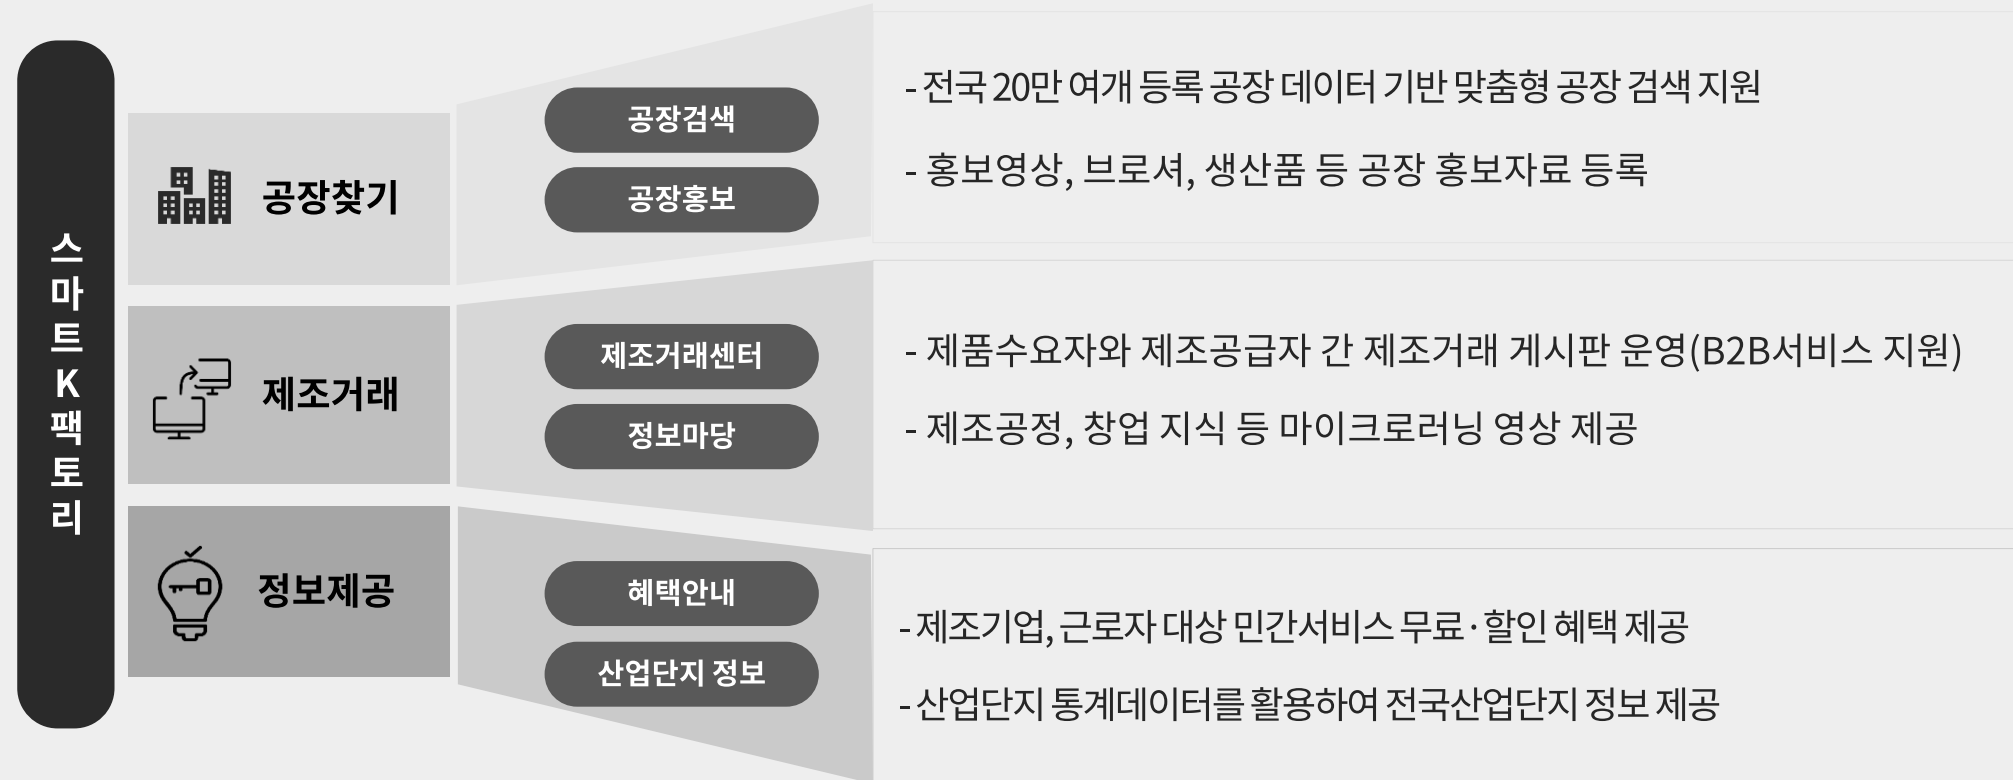 스마트K팩토리
공장찾기
공장검색
공장홍보
- 전국 20만 여개 등록 공장 데이터 기반 맞춤형 공장 검색 지원
- 홍보영상, 브로셔, 생산품 등 공장 홍보자료 등록
제조거래
제조거래센터
정보마당
- 제품수요자와 제조공급자 간 제조거래 게시판 운영(B2B서비스 지원)
- 제조공정, 창업 지식 등 마이크로러닝 영상 제공
정보제공
혜택안내
산업단지 정보
- 제조기업, 근로자 대상 민간서비스 무료·할인 혜택 제공
- 산업단지 통계데이터를 활용하여 전국산업단지 정보 제공